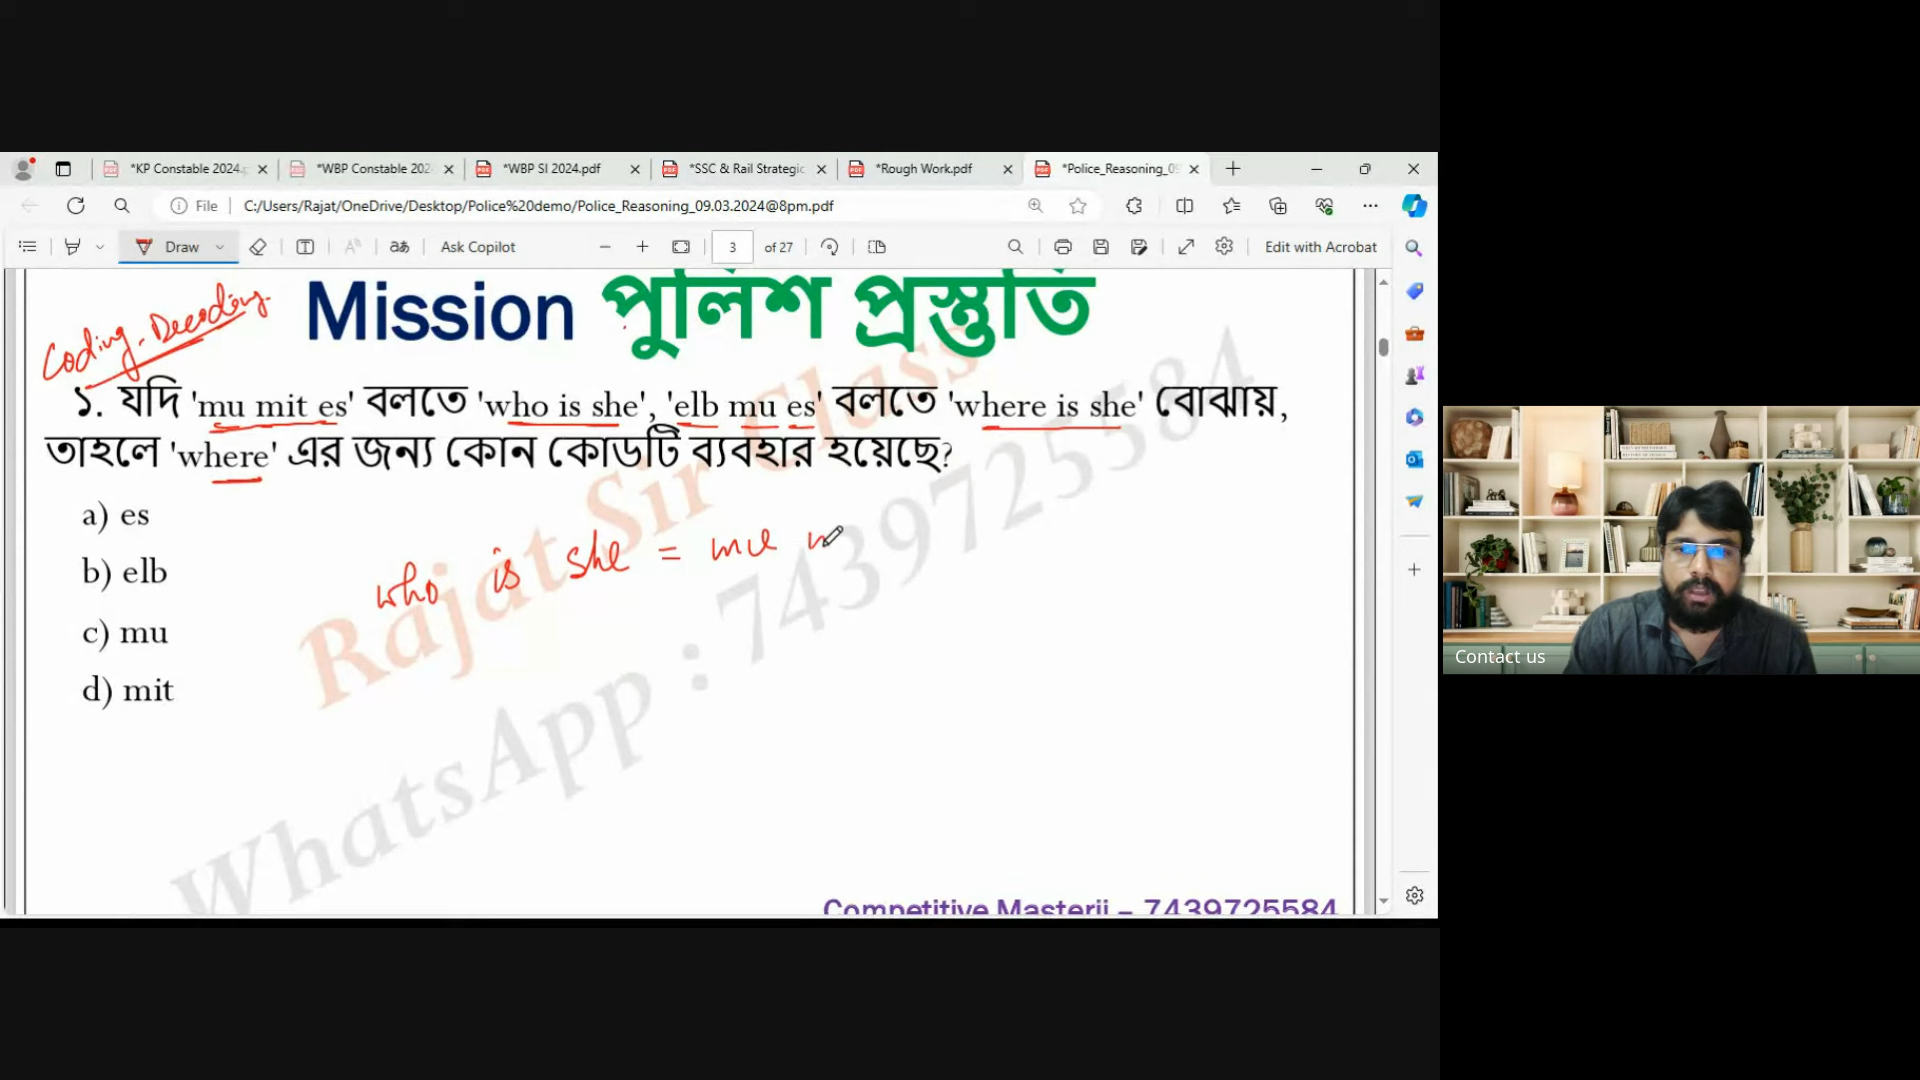 *KP Constable 2024.p
*WBP Constable 202
*WBP SI 2024.pdf
*SSC & Rail Strategic
*Rough Work.pdf
*Police_Reasoning_09
File C:/Users/Rajat/OneDrive/Desktop/Police%20demo/Police_Reasoning_09.03.2024@8pm.pdf
Draw aあ Ask Copilot 3 of 27 Edit with Acrobat
Coding-Decoding
Mission পুলিশ প্রস্তুতি
১. যদি 'mu mit es' বলতে 'who is she', 'elb mu es' বলতে 'where is she' বোঝায়,
তাহলে 'where' এর জন্য কোন কোডটি ব্যবহার হয়েছে?
a) es
b) elb
c) mu
d) mit
who is she = mu
Rajat Sir Class
WhatsApp : 7439725584
Competitive Masterji – 7439725584
Contact us